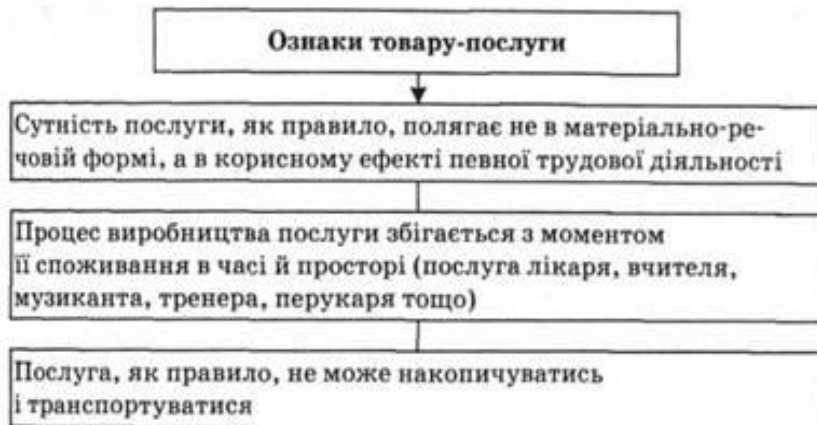 Ознаки товару-послуги
Сутність послуги, як правило, полягає не в матеріально-ре-
човій формі, а в корисному ефекті певної трудової діяльності
Процес виробництва послуги збігається з моментом
її споживання в часі й просторі (послуга лікаря, вчителя,
музиканта, тренера, перукаря тощо)
Послуга, як правило, не може накопичуватись
і транспортуватися